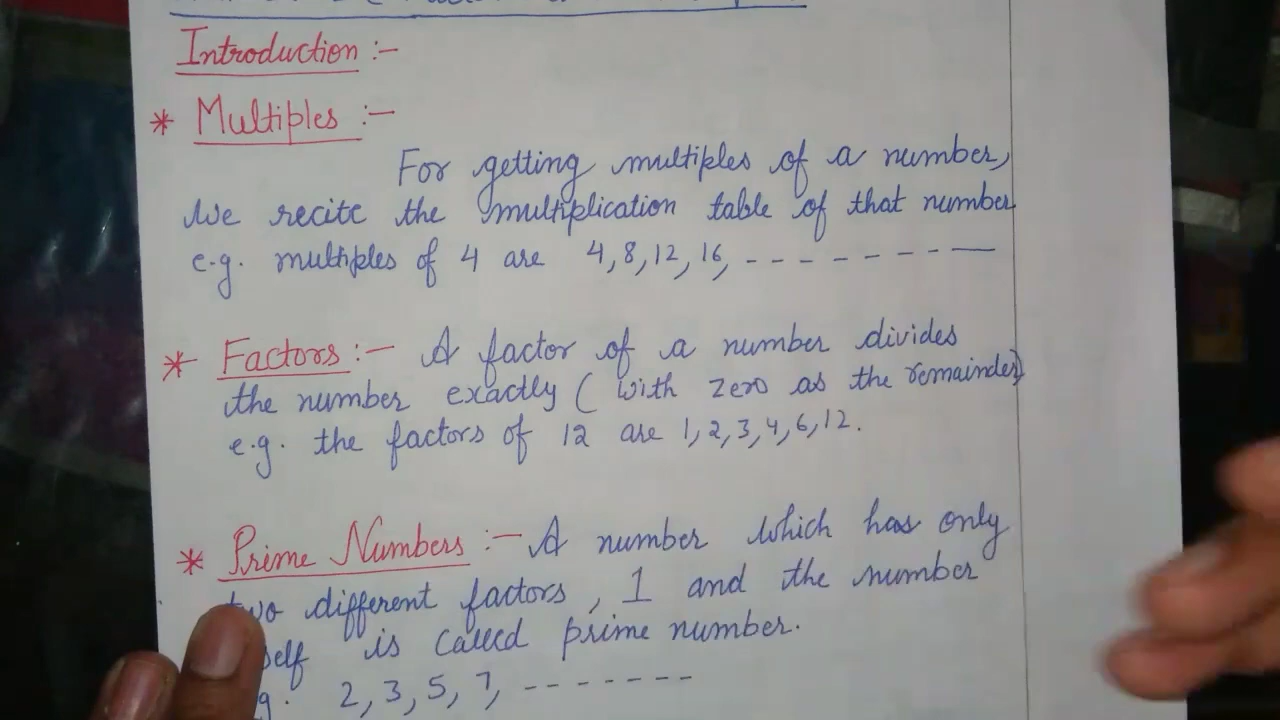 Introduction :-
* Multiples :-
For getting multiples of a number,
We recite the multiplication table of that number
e.g. multiples of 4 are 4, 8, 12, 16, - - - - - - - -
* Factors :- A factor of a number divides
the number exactly ( with zero as the remainder)
e.g. the factors of 12 are 1, 2, 3, 4, 6, 12.
* Prime Numbers :- A number which has only
two different factors, 1 and the number
self is called prime number.
g. 2, 3, 5, 7, - - - - - - -